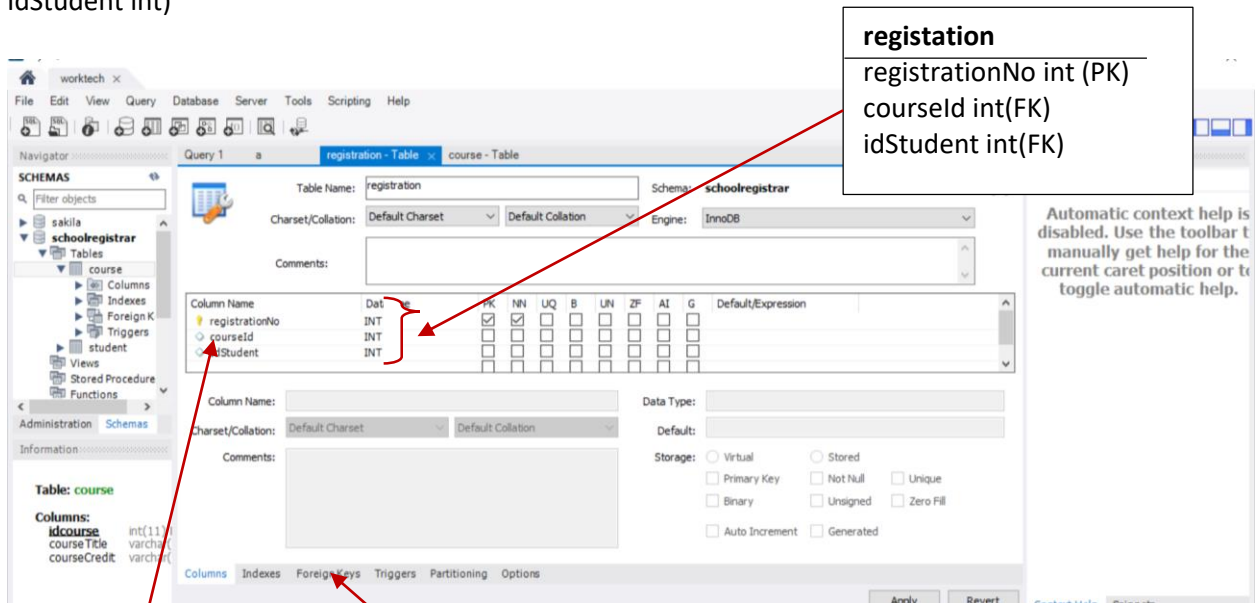 idStudent int)
registation
registrationNo int (PK)
courseId int(FK)
idStudent int(FK)
worktech
File Edit View Query Database Server Tools Scripting Help
Navigator
Query 1 a registration - Table course - Table
SCHEMAS
Filter objects
sakila
schoolregistrar
Tables
course
Columns
Indexes
Foreign K
Triggers
student
Views
Stored Procedure
Functions
Administration Schemas
Information
Table: course
Columns:
idcourse int(11)
courseTitle varchar(
courseCredit varchar(
Table Name: registration Schema: schoolregistrar
Charset/Collation: Default Charset Default Collation Engine: InnoDB
Comments:
Column Name PK NN UQ B UN ZF AI G Default/Expression
registrationNo INT
courseId INT
idStudent INT
Column Name: Data Type:
Charset/Collation: Default Charset Default Collation Default:
Comments: Storage: Virtual Stored
Primary Key Not Null Unique
Binary Unsigned Zero Fill
Auto Increment Generated
Columns Indexes Foreign Keys Triggers Partitioning Options
Apply Revert
Automatic context help is
disabled. Use the toolbar t
manually get help for the
current caret position or to
toggle automatic help.